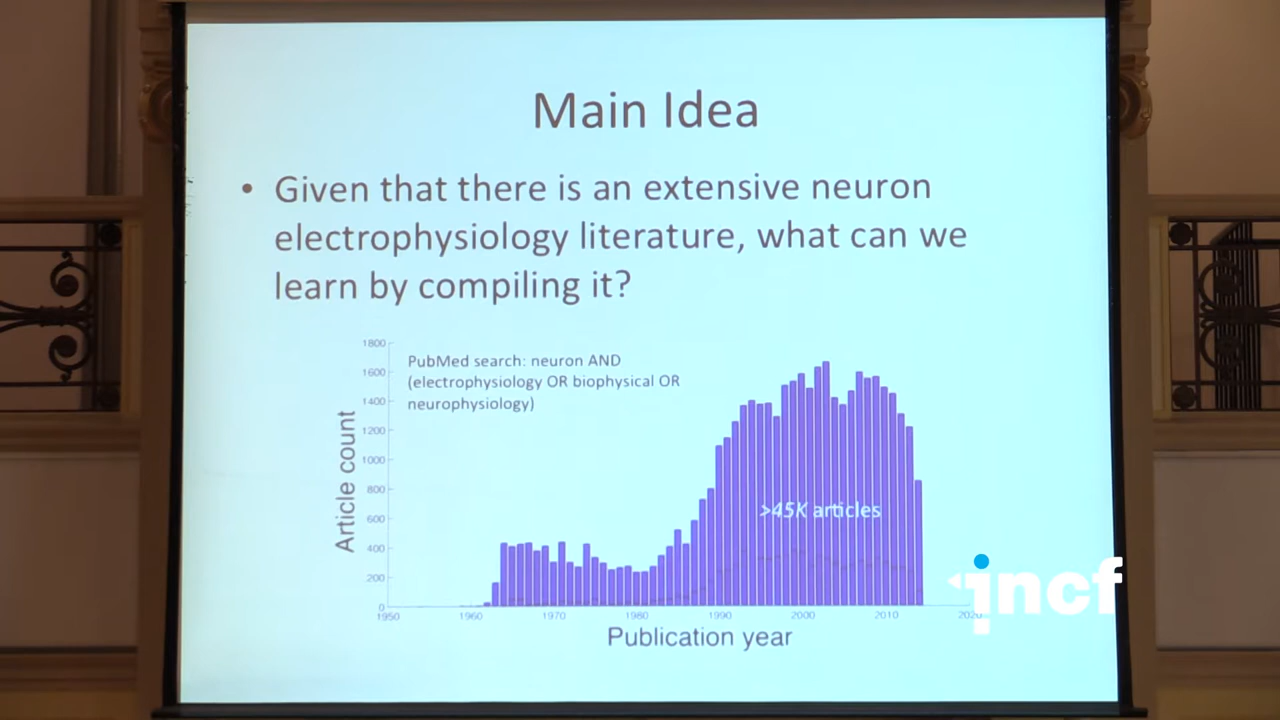 Main Idea
• Given that there is an extensive neuron
electrophysiology literature, what can we
learn by compiling it?
1800
1600
1400
1200
1000
800
600
400
200
0
Article count
PubMed search: neuron AND
(electrophysiology OR biophysical OR
neurophysiology)
>45K articles
1950 1960 1970 1980 1990 2000 2010
Publication year
incf